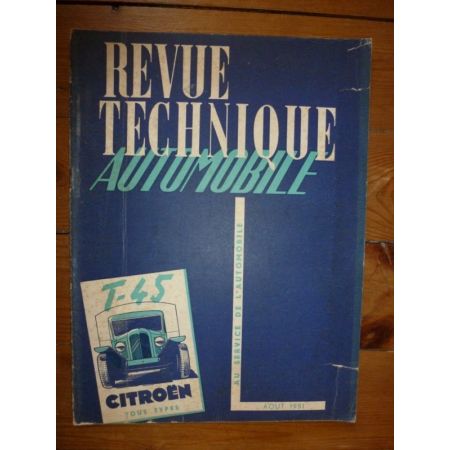 REVUE
TECHNIQUE
AUTOMOBILE
AU SERVICE DE L'AUTOMOBILE
T-45
CITROËN
TOUS TYPES
AOUT 1951